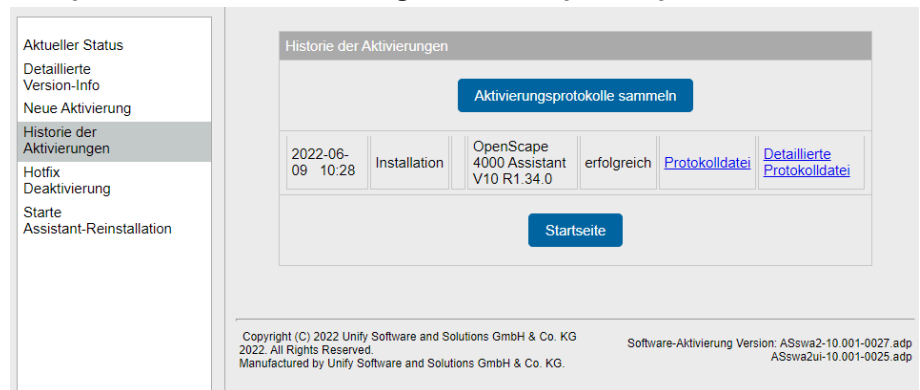 Aktueller Status
Detaillierte
Version-Info
Neue Aktivierung
Historie der
Aktivierungen
Hotfix
Deaktivierung
Starte
Assistant-Reinstallation
Historie der Aktivierungen
Aktivierungsprotokolle sammeln
2022-06-
09 10:28
Installation
OpenScape
4000 Assistant
V10 R1.34.0
erfolgreich
Protokolldatei
Detaillierte
Protokolldatei
Startseite
Copyright (C) 2022 Unify Software and Solutions GmbH & Co. KG
2022. All Rights Reserved.
Manufactured by Unify Software and Solutions GmbH & Co. KG.
Software-Aktivierung Version: ASswa2-10.001-0027.adp
ASswa2ui-10.001-0025.adp